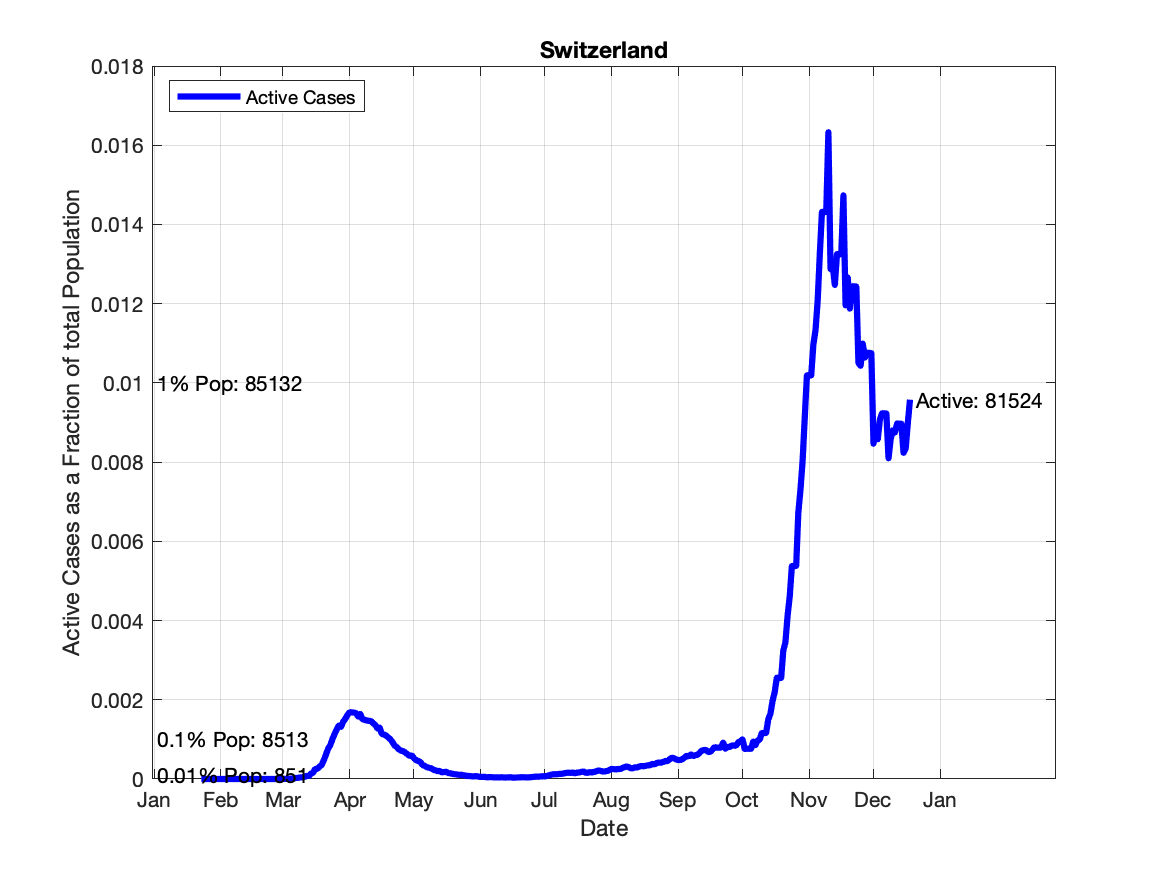 Switzerland
Active Cases
0.018
0.016
0.014
0.012
0.01
0.008
0.006
0.004
0.002
0
Active Cases as a Fraction of total Population
1% Pop: 85132
0.1% Pop: 8513
0.01% Pop: 851
Active: 81524
Jan Feb Mar Apr May Jun Jul Aug Sep Oct Nov Dec Jan
Date